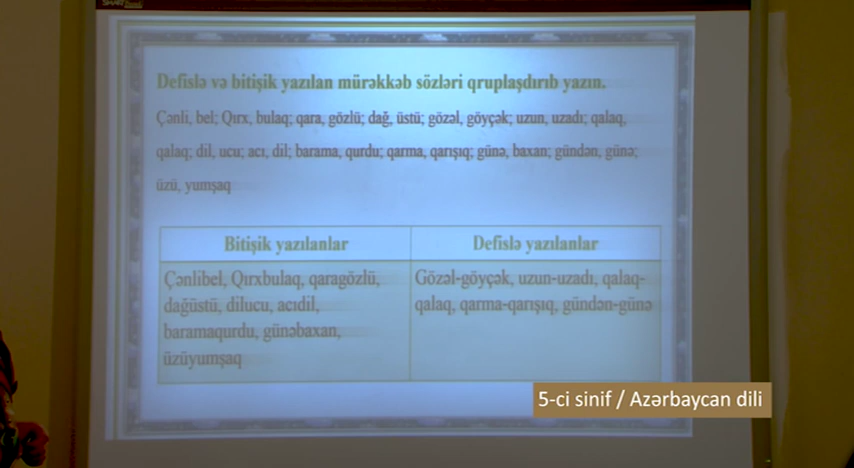 SMART Board
Defislə və bitişik yazılan mürəkkəb sözləri qruplaşdırıb yazın.
Çənli, bel; Qırx, bulaq; qara, gözlü; dağ, üstü; gözəl, göyçək; uzun, uzadı; qalaq,
qalaq; dil, ucu; acı, dil; barama, qurdu; qarma, qarışıq; günə, baxan; gündən, günə;
üzü, yumşaq
Bitişik yazılanlar
Defislə yazılanlar
Çənlibel, Qırxbulaq, qaragözlü,
dağüstü, dilucu, acıdil,
baramaqurdu, günəbaxan,
üzüyumşaq
Gözəl-göyçək, uzun-uzadı, qalaq-
qalaq, qarma-qarışıq, gündən-günə
5-ci sinif / Azərbaycan dili